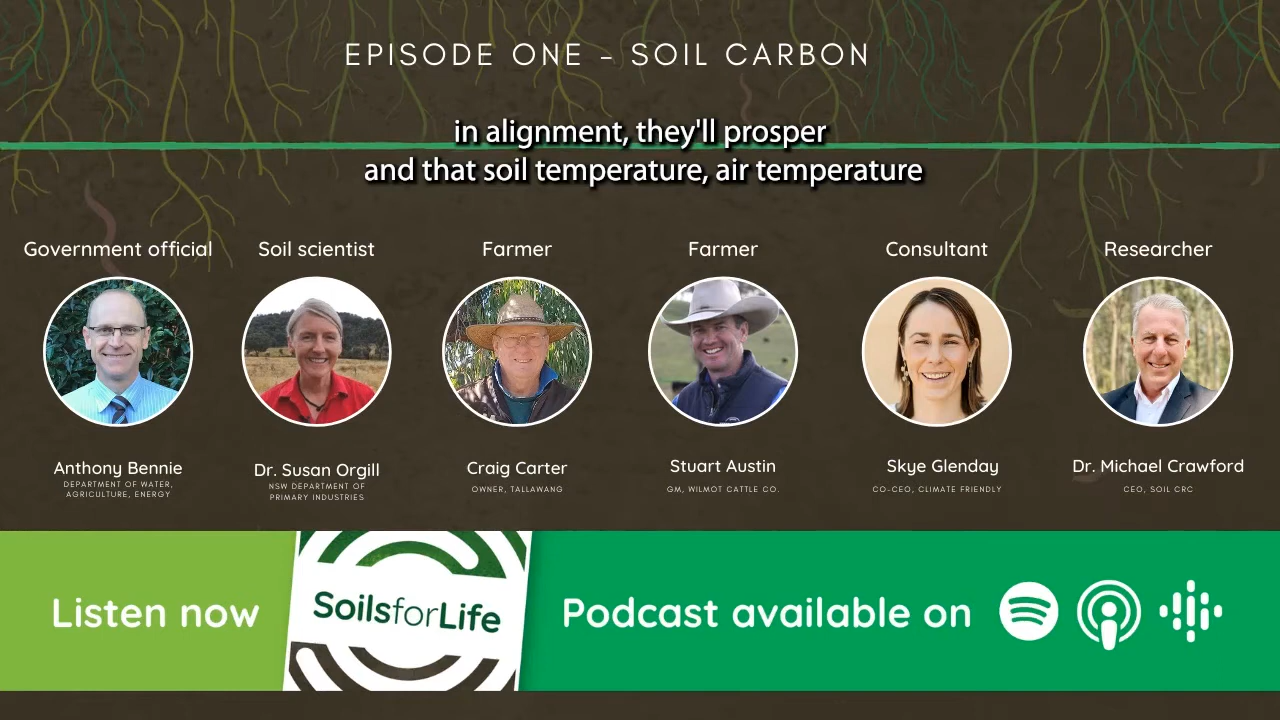 EPISODE ONE – SOIL CARBON
in alignment, they'll prosper
and that soil temperature, air temperature
Government official
Soil scientist
Farmer
Farmer
Consultant
Researcher
Anthony Bennie
DEPARTMENT OF WATER,
AGRICULTURE, ENERGY
Dr. Susan Orgill
NSW DEPARTMENT OF
PRIMARY INDUSTRIES
Craig Carter
OWNER, TALLAWANG
Stuart Austin
GM, WILMOT CATTLE CO.
Skye Glenday
CO-CEO, CLIMATE FRIENDLY
Dr. Michael Crawford
CEO, SOIL CRC
Listen now
SoilsforLife
Podcast available on